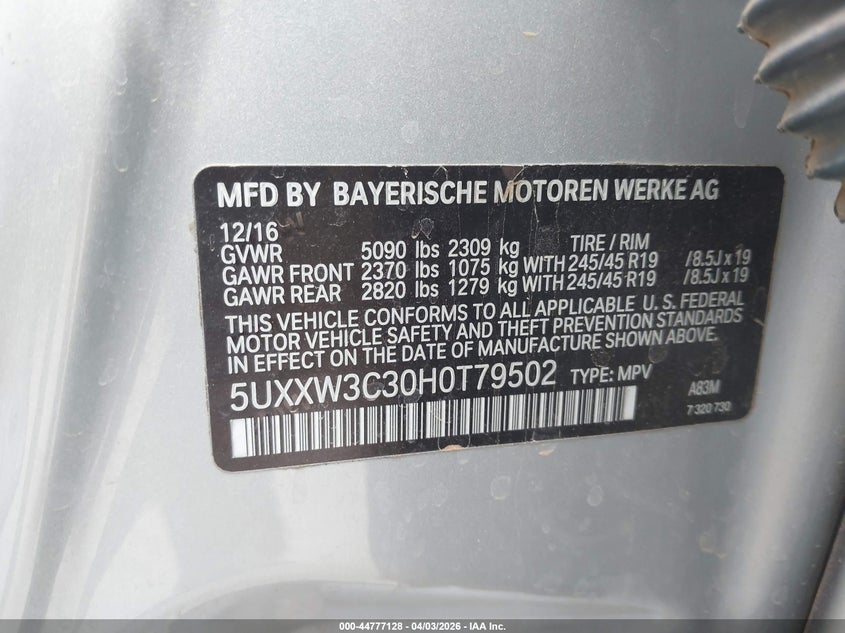 MFD BY BAYERISCHE MOTOREN WERKE AG
12/16
GVWR 5090 lbs 2309 kg TIRE / RIM
GAWR FRONT 2370 lbs 1075 kg WITH 245/45 R19 /8.5J x 19
GAWR REAR 2820 lbs 1279 kg WITH 245/45 R19 /8.5J x 19
THIS VEHICLE CONFORMS TO ALL APPLICABLE U.S. FEDERAL
MOTOR VEHICLE SAFETY AND THEFT PREVENTION STANDARDS
IN EFFECT ON THE DATE OF MANUFACTURE SHOWN ABOVE.
5UXXW3C30H0T79502 TYPE: MPV A83M
7 320 730
000-44777128 - 04/03/2026 - IAA Inc.